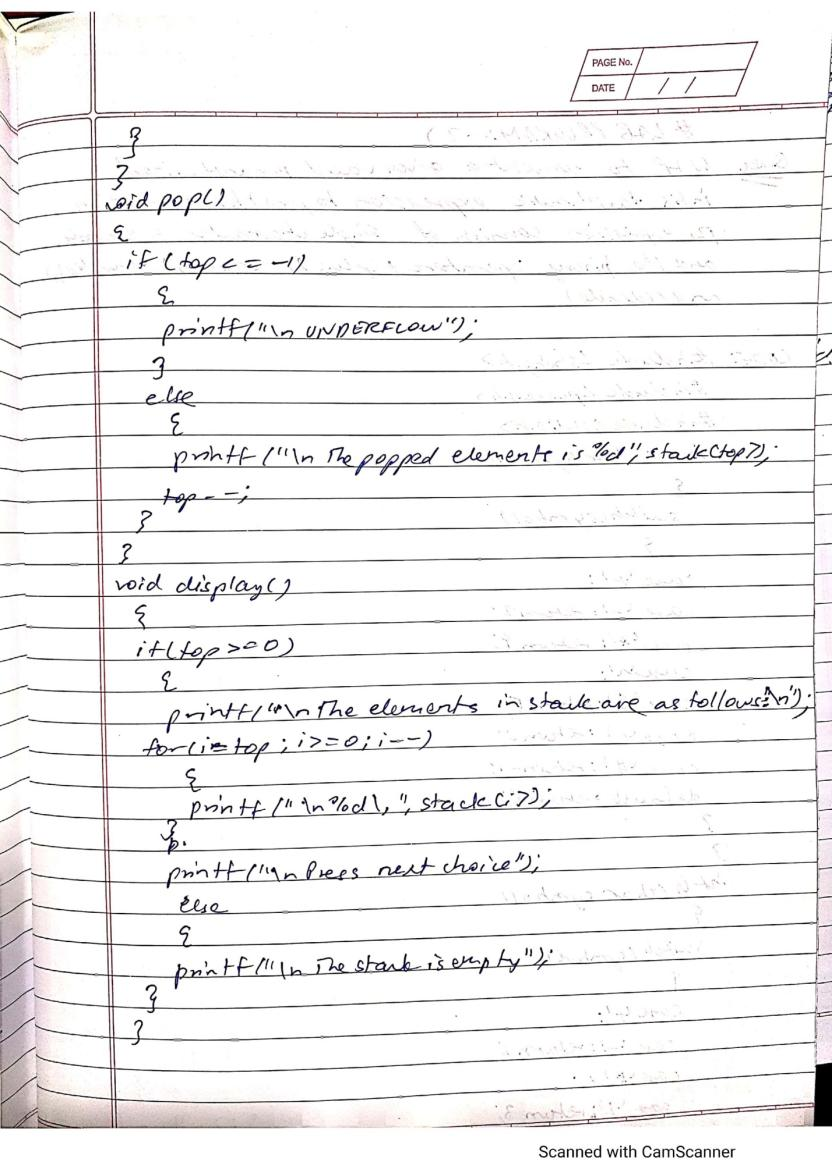 PAGE No.
DATE / /
}
}
void pop()
{
if (top <= -1)
{
printf("\n UNDERFLOW");
}
else
{
printf ("\n The popped elements is %d", stack[top]);
top--;
}
}
void display()
{
if(top >= 0)
{
printf("\n The elements in stack are as follows:\n");
for(i=top ; i>=0; i--)
{
printf ("\n%d\,", stack[i]);
}
printf("\n Press next choice");
else
{
printf("\n The stack is empty");
}
}
Scanned with CamScanner